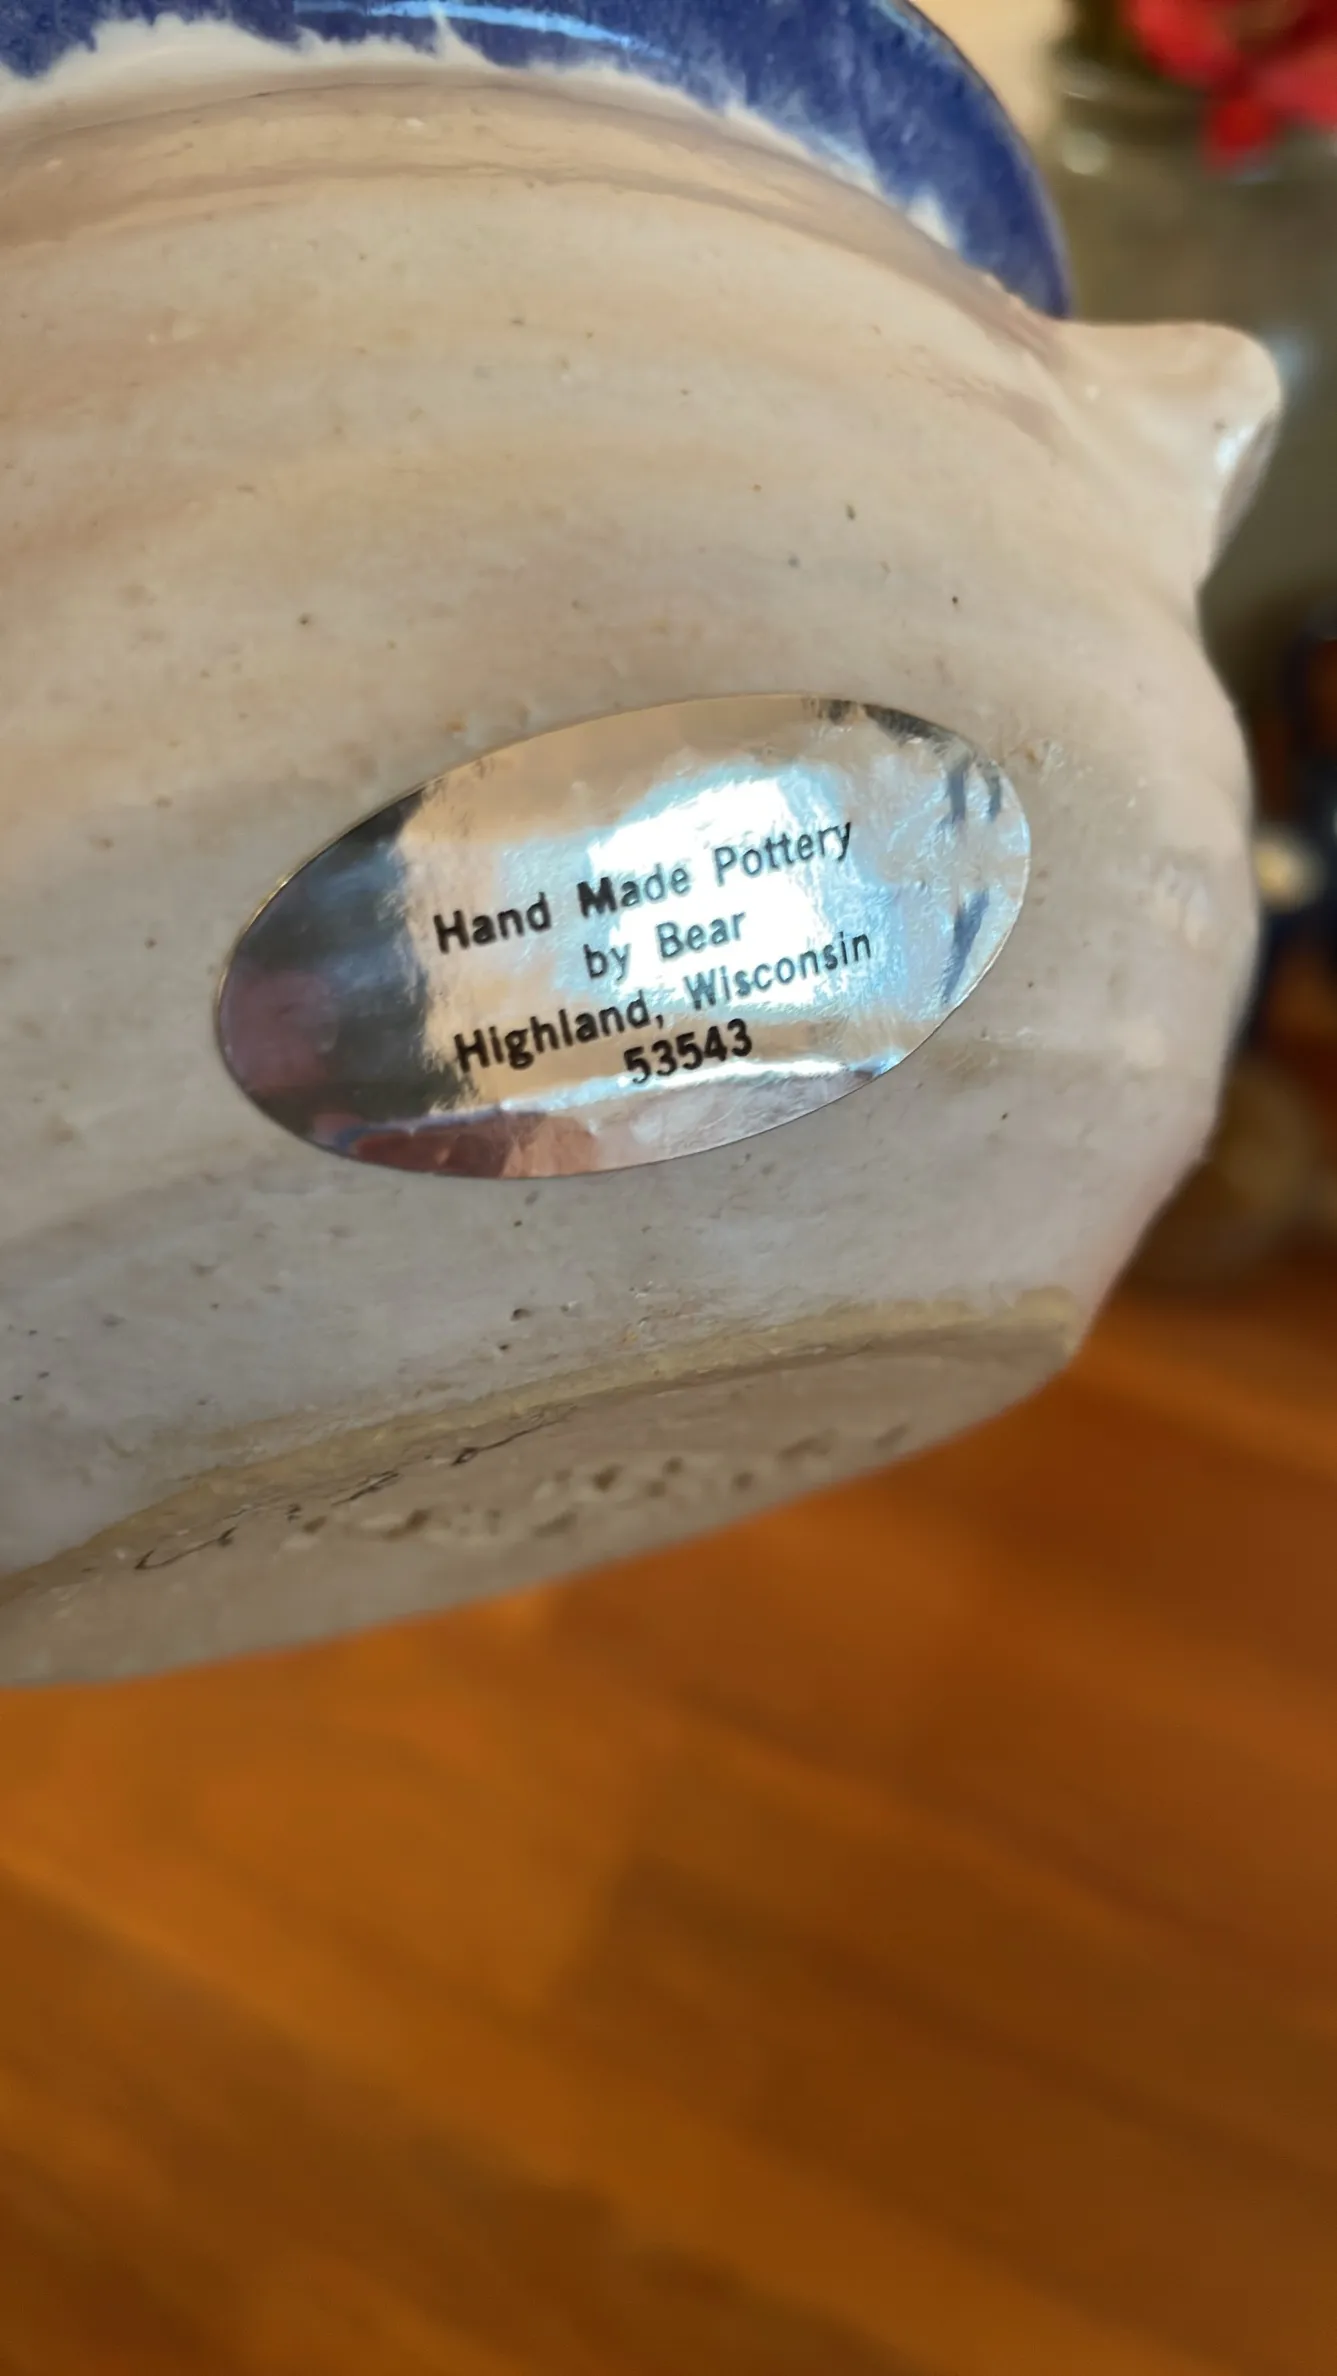 Hand Made Pottery
by Bear
Highland, Wisconsin
53543